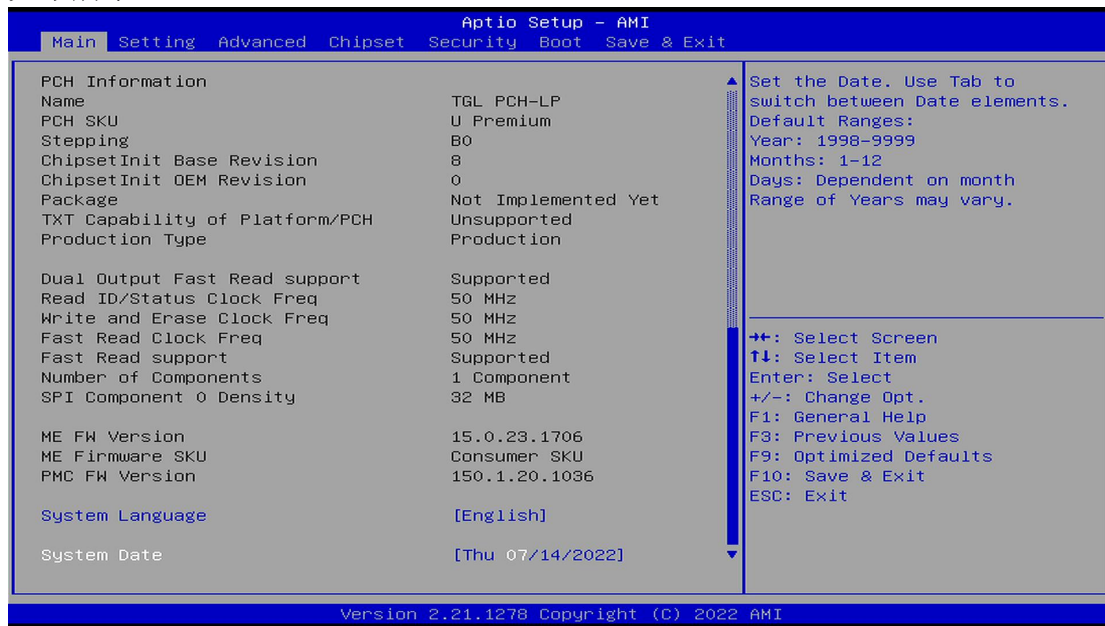 Aptio Setup - AMI
Main Setting Advanced Chipset Security Boot Save & Exit
PCH Information
Name TGL PCH-LP
PCH SKU U Premium
Stepping B0
ChipsetInit Base Revision 8
ChipsetInit OEM Revision 0
Package Not Implemented Yet
TXT Capability of Platform/PCH Unsupported
Production Type Production
Dual Output Fast Read support Supported
Read ID/Status Clock Freq 50 MHz
Write and Erase Clock Freq 50 MHz
Fast Read Clock Freq 50 MHz
Fast Read support Supported
Number of Components 1 Component
SPI Component 0 Density 32 MB
ME FW Version 15.0.23.1706
ME Firmware SKU Consumer SKU
PMC FW Version 150.1.20.1036
System Language [English]
System Date [Thu 07/14/2022]
Set the Date. Use Tab to
switch between Date elements.
Default Ranges:
Year: 1998-9999
Months: 1-12
Days: Dependent on month
Range of Years may vary.
→←: Select Screen
↑↓: Select Item
Enter: Select
+/-: Change Opt.
F1: General Help
F3: Previous Values
F9: Optimized Defaults
F10: Save & Exit
ESC: Exit
Version 2.21.1278 Copyright (C) 2022 AMI